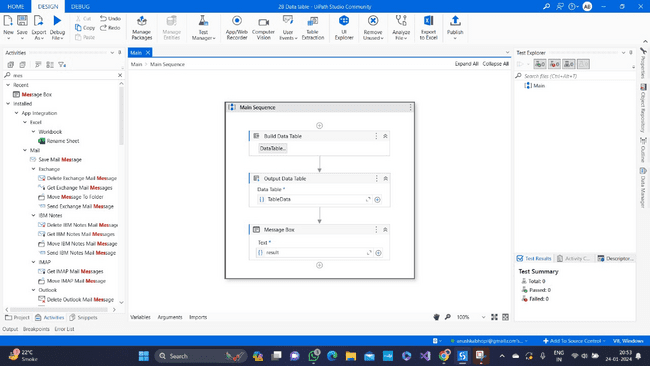 HOME DESIGN DEBUG
28 Data table - UiPath Studio Community
New Save Export As Debug File
Cut Copy Paste Undo Redo
Manage Packages
Manage Entities
Test Manager
App/Web Recorder
Computer Vision
User Events
Table Extraction
UI Explorer
Remove Unused
Analyze File
Export to Excel
Publish
Activities
Main
Test Explorer
Main > Main Sequence
Expand All Collapse All
mes
Recent
Message Box
Installed
App Integration
Excel
Workbook
Rename Sheet
Mail
Save Mail Message
Exchange
Delete Exchange Mail Message
Get Exchange Mail Messages
Move Message To Folder
Send Exchange Mail Message
IBM Notes
Delete IBM Notes Mail Message
Get IBM Notes Mail Messages
Move IBM Notes Mail Message
Send IBM Notes Mail Message
IMAP
Get IMAP Mail Messages
Move IMAP Mail Message
Outlook
Delete Outlook Mail Message
Main Sequence
Build Data Table
DataTable...
Output Data Table
Data Table *
TableData
Message Box
Text *
result
Search Tests (Ctrl+Alt+T)
Main
Properties
Object Repository
Outline
Data Manager
Test Results Activity C... Descriptor...
Test Summary
Total: 0
Passed: 0
Failed: 0
Variables Arguments Imports
100%
Project Activities Snippets
Output Breakpoints Error List
Add To Source Control
VB, Windows
22°C
Smoke
Search
ENG
IN
20:53
24-01-2024